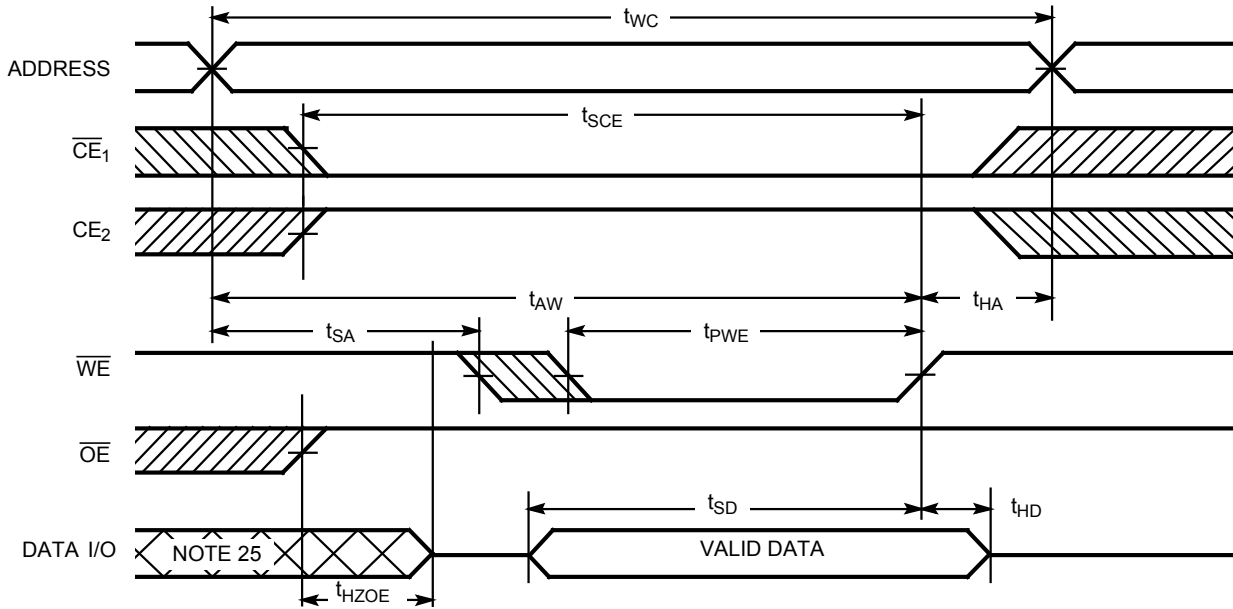 tWC
ADDRESS
tSCE
CE1
CE2
tAW
tHA
tSA
tPWE
WE
OE
tSD
tHD
DATA I/O
NOTE 25
VALID DATA
tHZOE